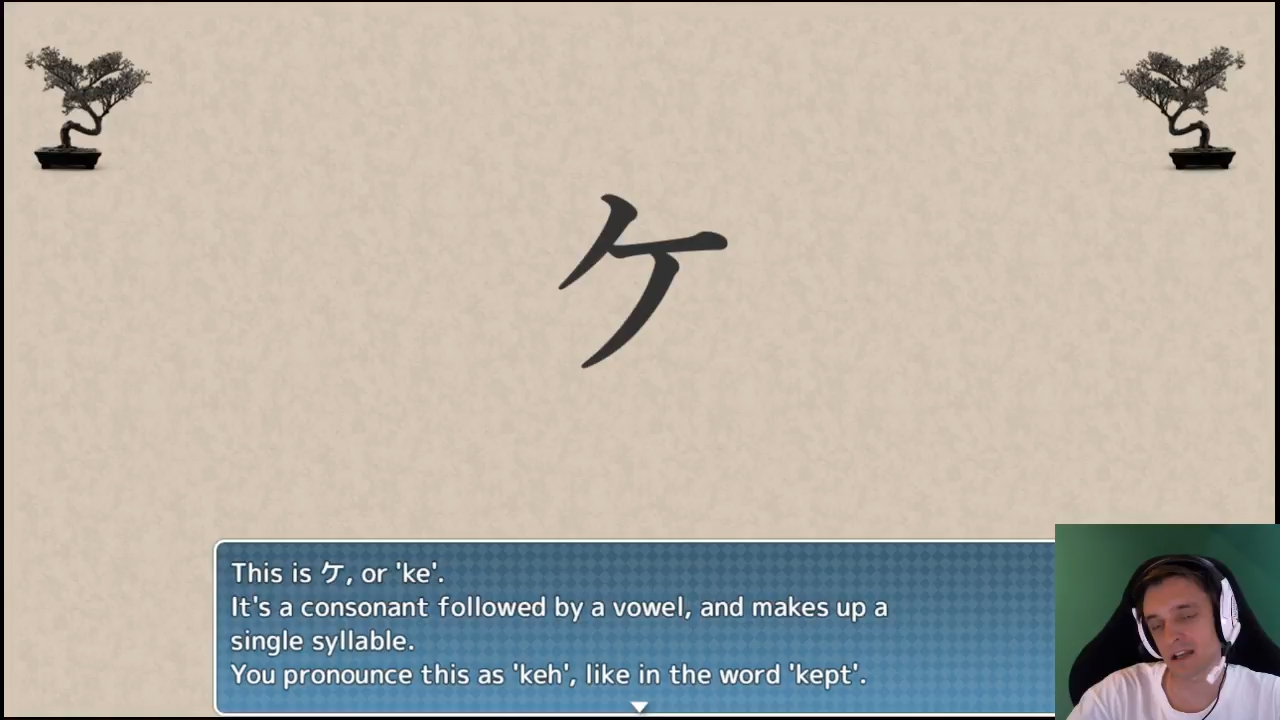 ケ
This is ケ, or 'ke'.
It's a consonant followed by a vowel, and makes up a
single syllable.
You pronounce this as 'keh', like in the word 'kept'.